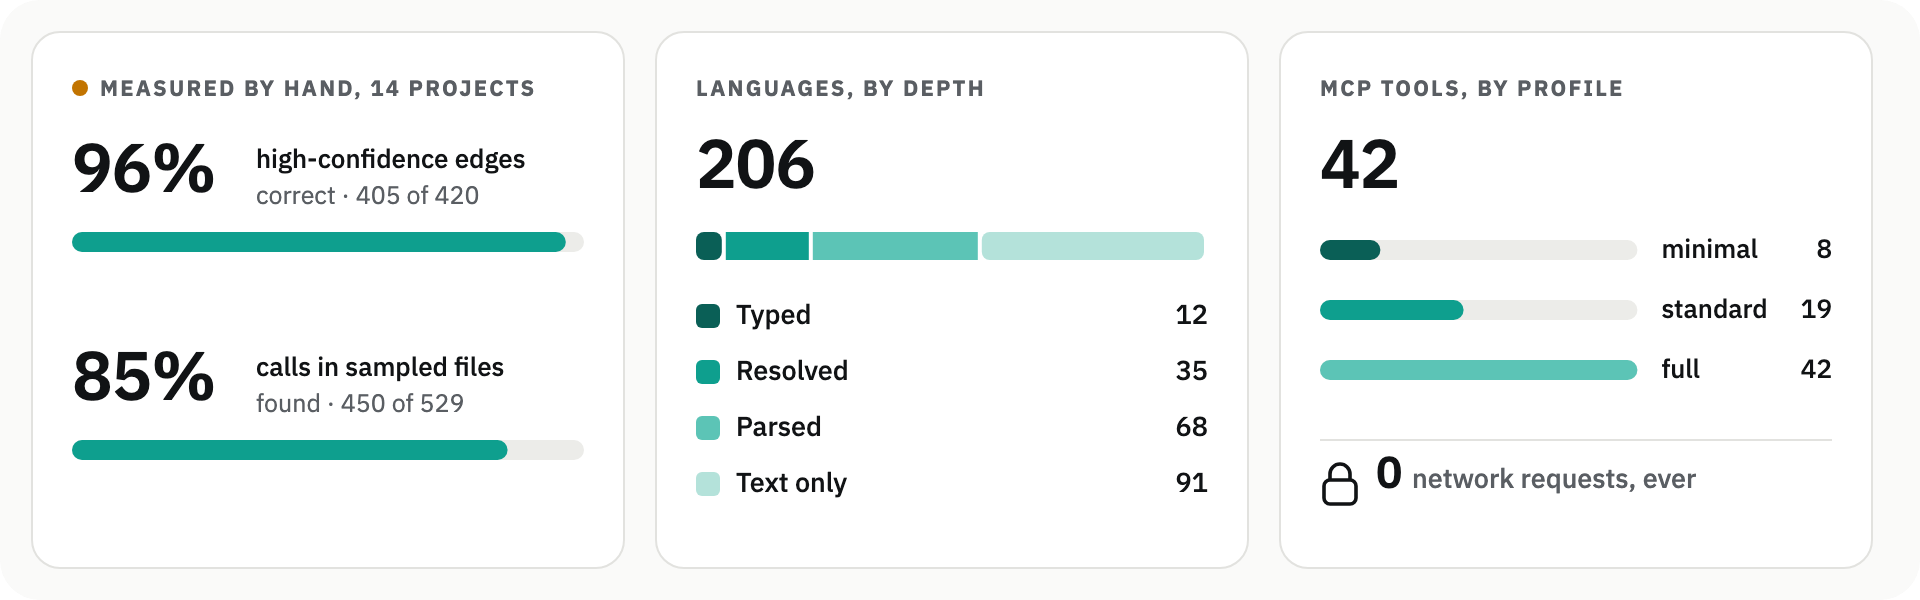 MEASURED BY HAND, 14 PROJECTS
96%
high-confidence edges
correct · 405 of 420
85%
calls in sampled files
found · 450 of 529
LANGUAGES, BY DEPTH
206
Typed 12
Resolved 35
Parsed 68
Text only 91
MCP TOOLS, BY PROFILE
42
minimal 8
standard 19
full 42
0 network requests, ever